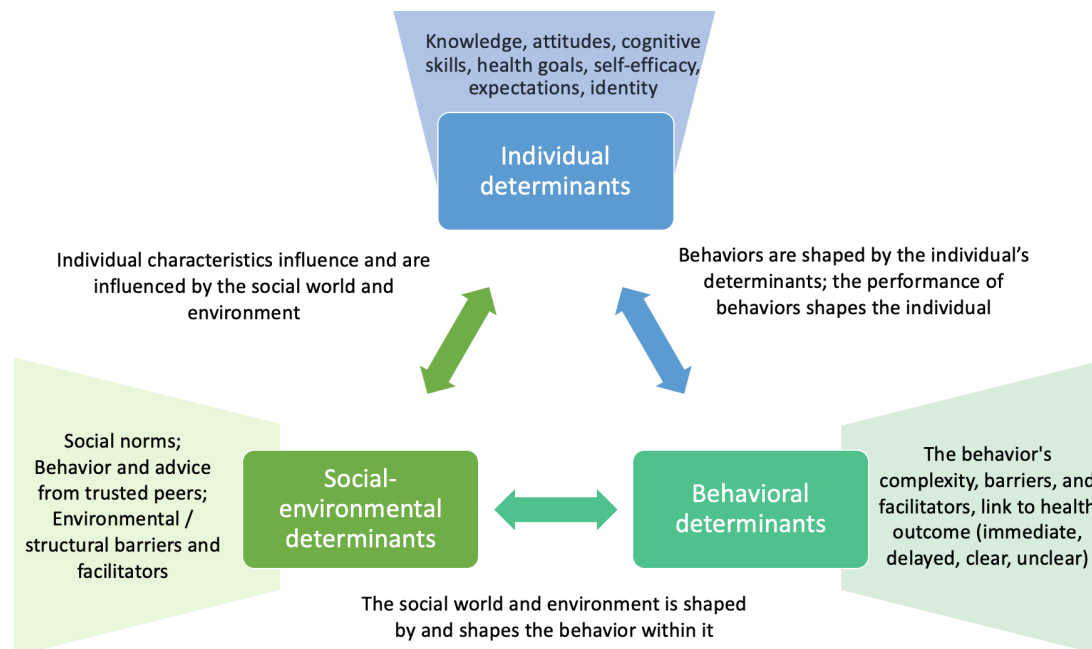 Knowledge, attitudes, cognitive
skills, health goals, self-efficacy,
expectations, identity
Individual
determinants
Individual characteristics influence and are
influenced by the social world and
environment
Behaviors are shaped by the individual’s
determinants; the performance of
behaviors shapes the individual
Social norms;
Behavior and advice
from trusted peers;
Environmental /
structural barriers and
facilitators
Social-
environmental
determinants
Behavioral
determinants
The behavior's
complexity, barriers, and
facilitators, link to health
outcome (immediate,
delayed, clear, unclear)
The social world and environment is shaped
by and shapes the behavior within it